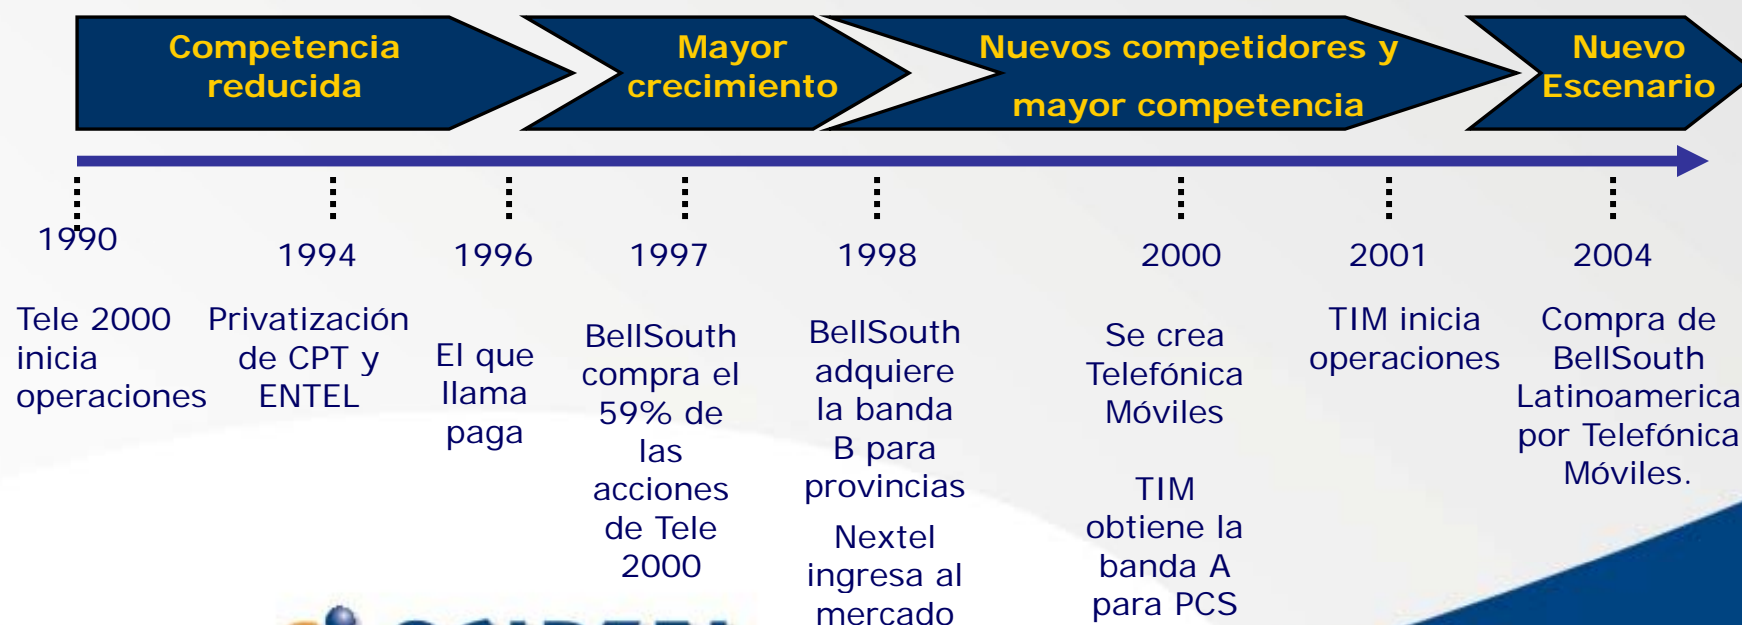 Competencia
reducida
Mayor
crecimiento
Nuevos competidores y
mayor competencia
Nuevo
Escenario
1990
Tele 2000
inicia
operaciones
1994
Privatización
de CPT y
ENTEL
1996
El que
llama
paga
1997
BellSouth
compra el
59% de
las
acciones
de Tele
2000
1998
BellSouth
adquiere
la banda
B para
provincias
Nextel
ingresa al
mercado
2000
Se crea
Telefónica
Móviles
TIM
obtiene la
banda A
para PCS
2001
TIM inicia
operaciones
2004
Compra de
BellSouth
Latinoamerica
por Telefónica
Móviles.